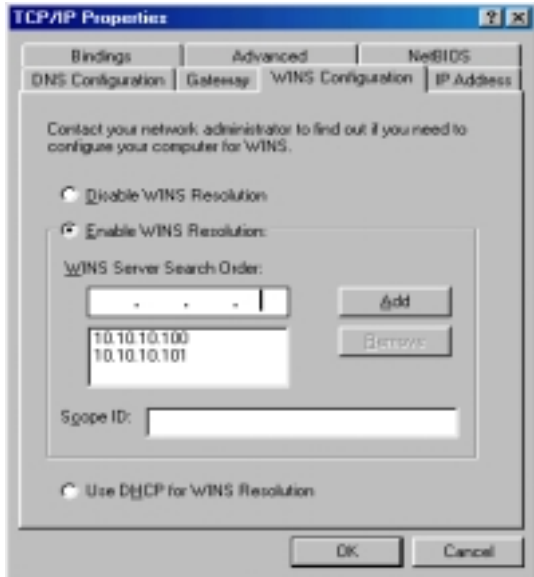 TCP/IP Properties
Bindings Advanced NetBIOS
DNS Configuration Gateway WINS Configuration IP Address
Contact your network administrator to find out if you need to
configure your computer for WINS.
Disable WINS Resolution
Enable WINS Resolution:
WINS Server Search Order:
. . .
Add
10.10.10.100
10.10.10.101
Remove
Scope ID:
Use DHCP for WINS Resolution
OK Cancel